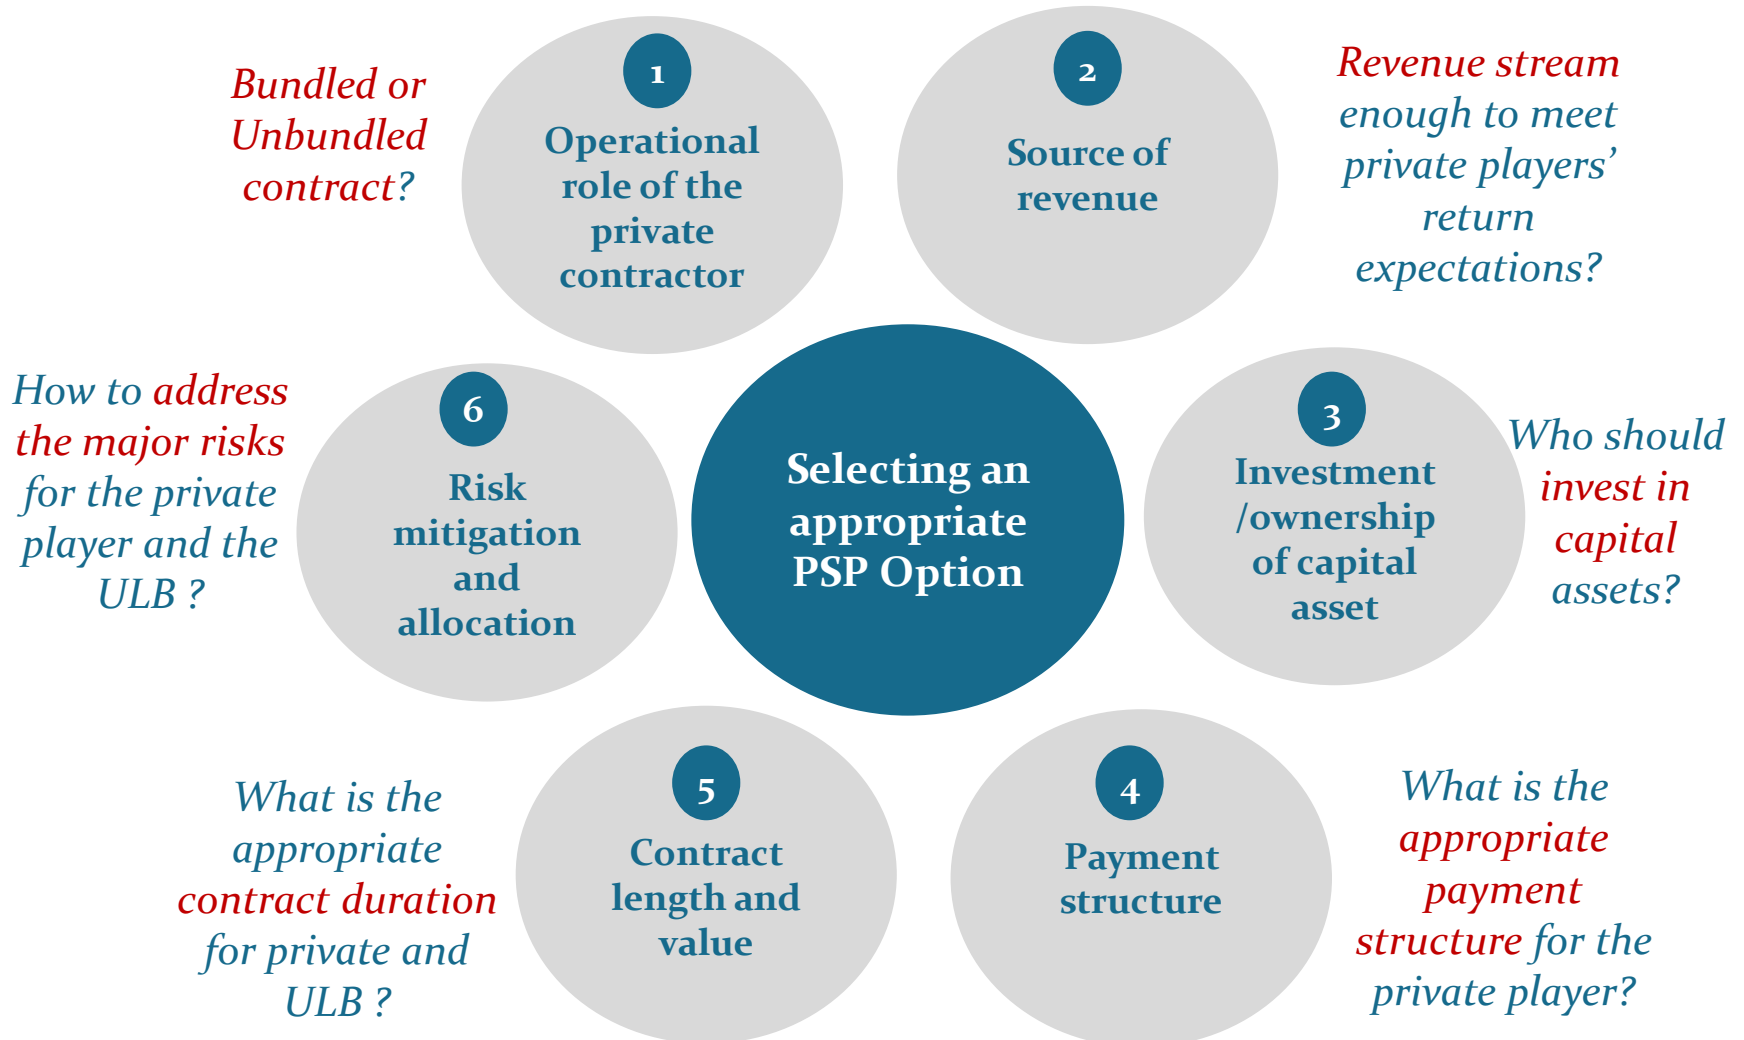 Bundled or
Unbundled
contract?
1
Operational
role of the
private
contractor
2
Source of
revenue
Revenue stream
enough to meet
private players’
return
expectations?
How to address
the major risks
for the private
player and the
ULB ?
6
Risk
mitigation
and
allocation
Selecting an
appropriate
PSP Option
3
Investment
/ownership
of capital
asset
Who should
invest in
capital
assets?
What is the
appropriate
contract duration
for private and
ULB ?
5
Contract
length and
value
4
Payment
structure
What is the
appropriate
payment
structure for the
private player?